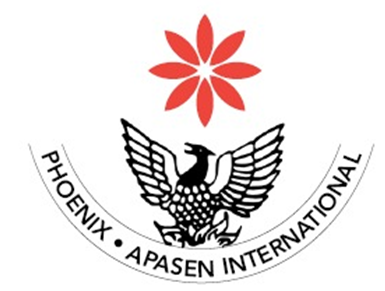 PHOENIX • APASEN INTERNATIONAL